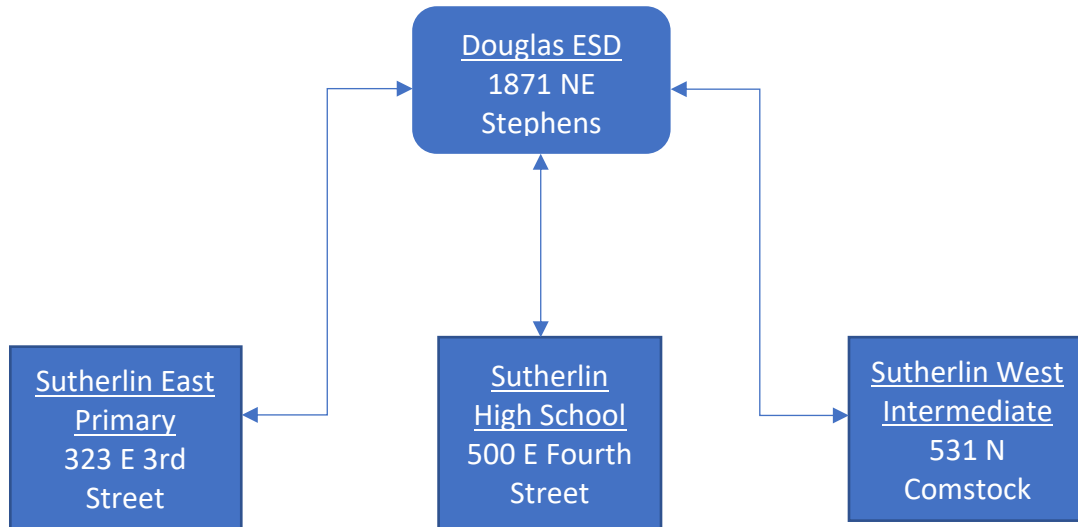 Douglas ESD
1871 NE
Stephens
Sutherlin East
Primary
323 E 3rd
Street
Sutherlin
High School
500 E Fourth
Street
Sutherlin West
Intermediate
531 N
Comstock